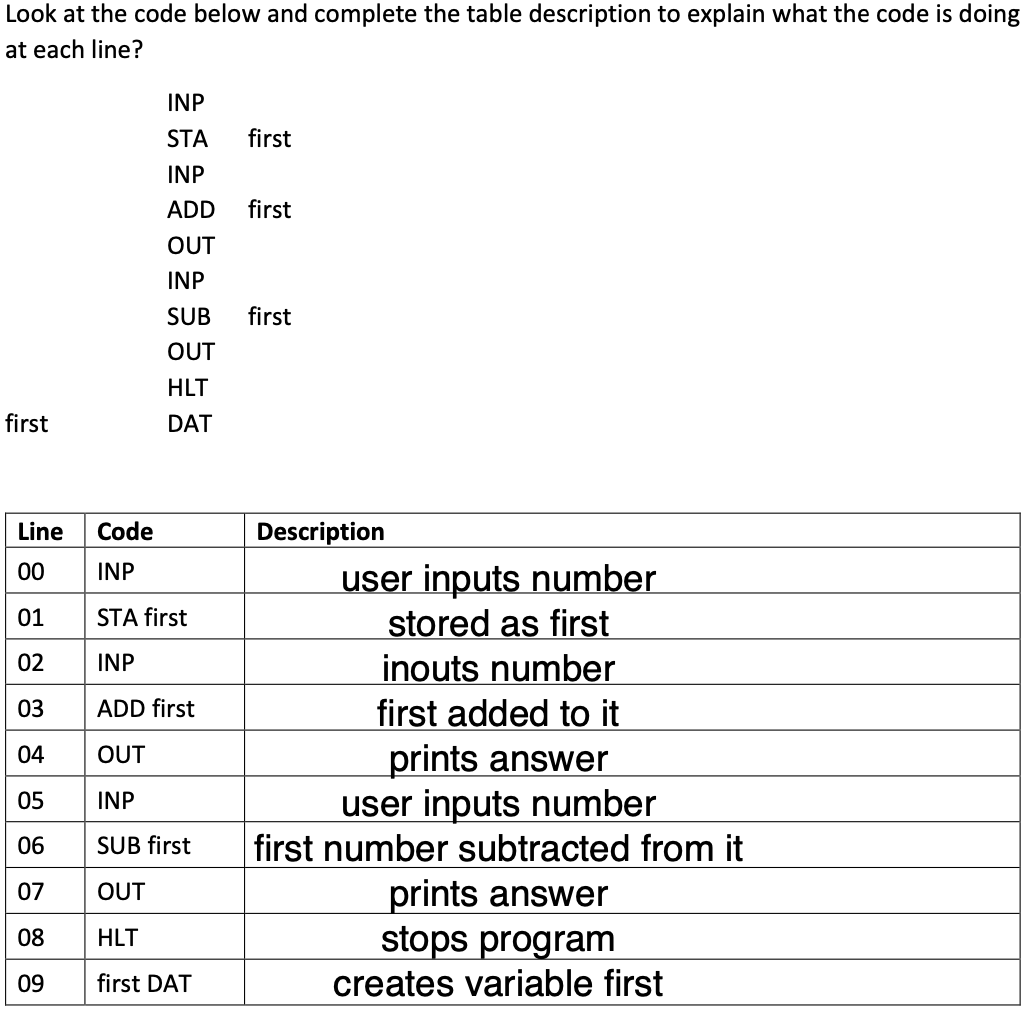 Look at the code below and complete the table description to explain what the code is doing
at each line?
INP
STA first
INP
ADD first
OUT
INP
SUB first
OUT
HLT
first DAT
Line Code Description
00 INP user inputs number
01 STA first stored as first
02 INP inouts number
03 ADD first first added to it
04 OUT prints answer
05 INP user inputs number
06 SUB first first number subtracted from it
07 OUT prints answer
08 HLT stops program
09 first DAT creates variable first